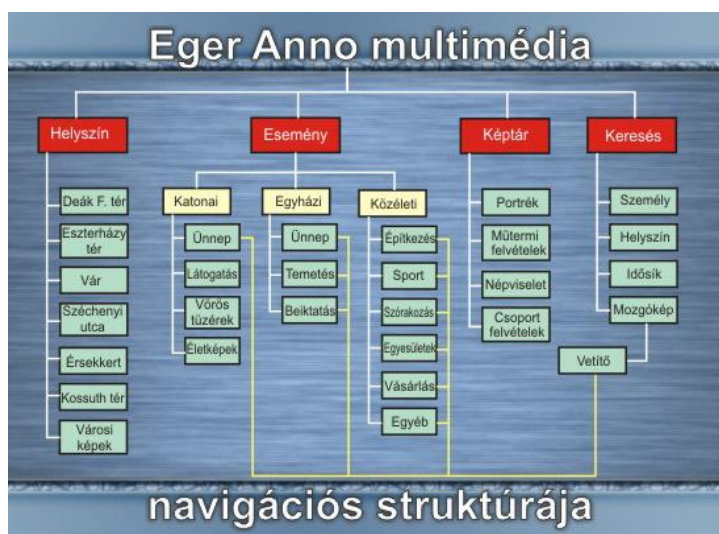 Eger Anno multimédia
Helyszín
Esemény
Képtár
Keresés
Deák F. tér
Eszterházy
tér
Vár
Széchenyi
utca
Érsekkert
Kossuth tér
Városi
képek
Katonai
Egyházi
Közéleti
Ünnep
Látogatás
Vörös
tüzérek
Életképek
Ünnep
Temetés
Beiktatás
Építkezés
Sport
Szórakozás
Egyesületek
Vásárlás
Egyéb
Portrék
Műtermi
felvételek
Népviselet
Csoport
felvételek
Személy
Helyszín
Idősík
Mozgókép
Vetítő
navigációs struktúrája